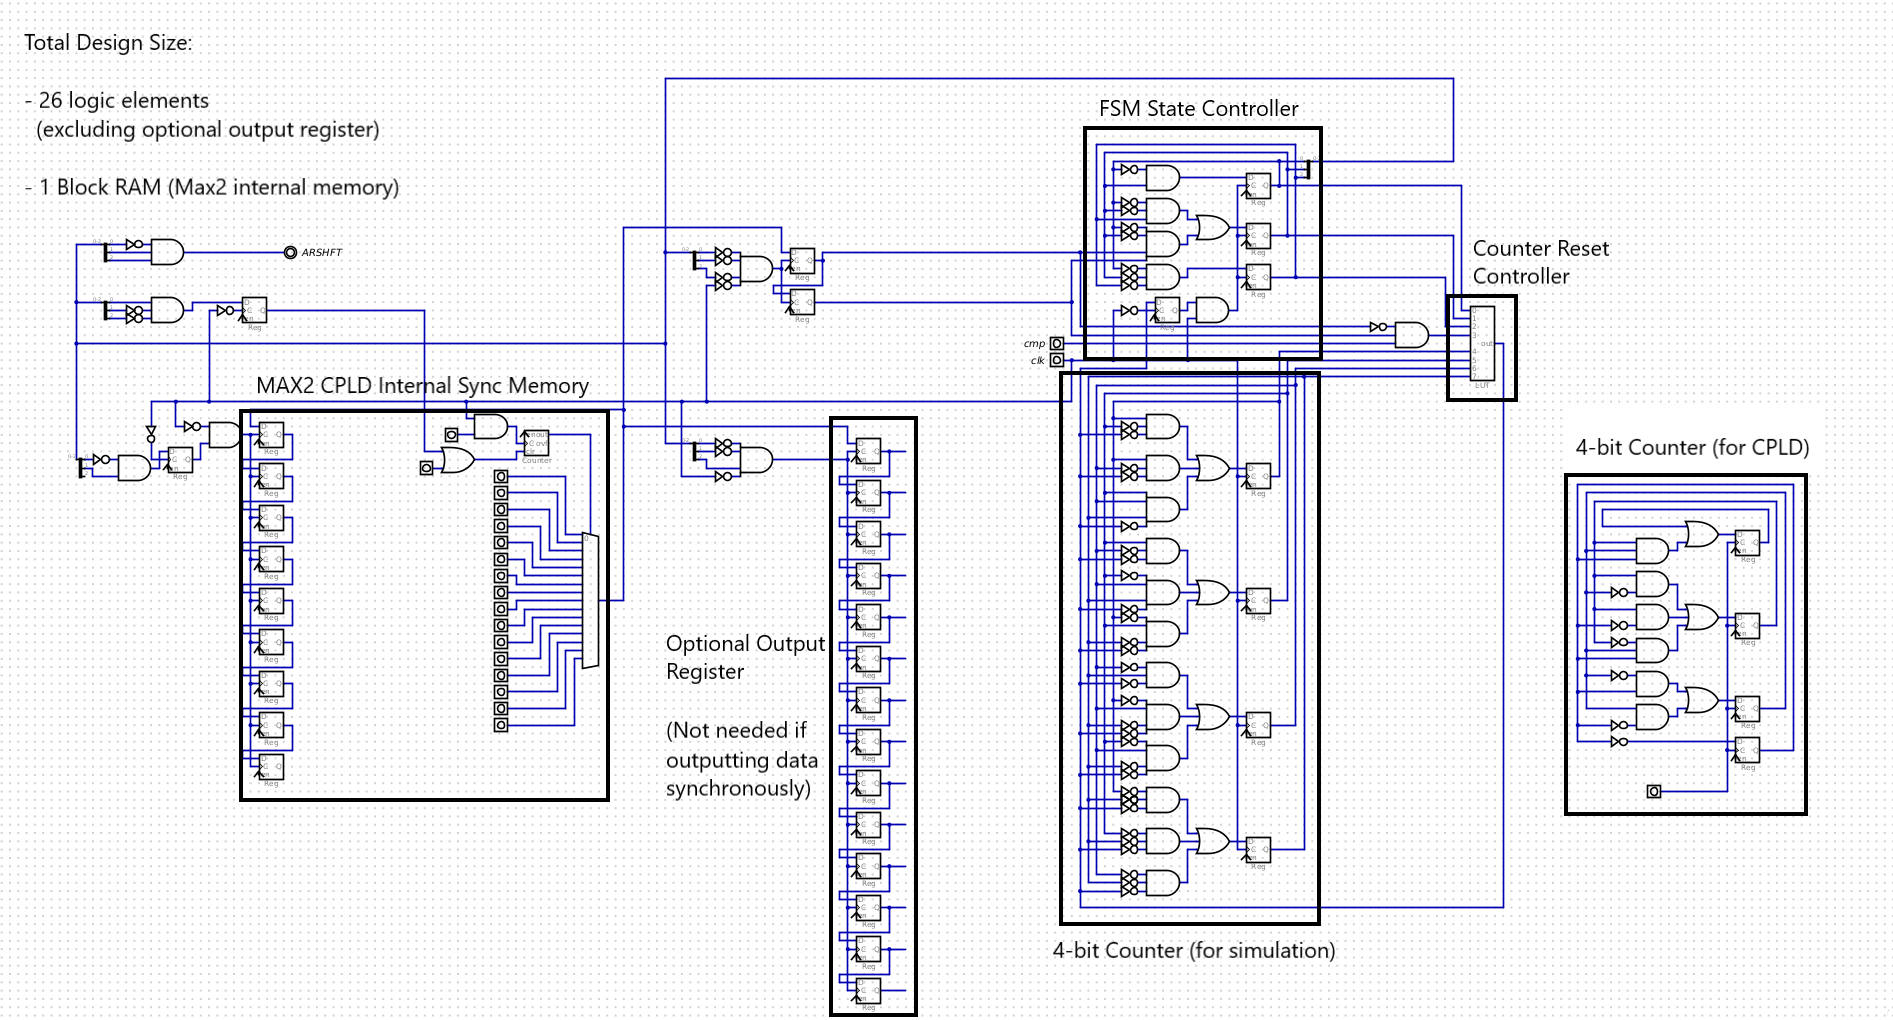 Total Design Size:
- 26 logic elements
(excluding optional output register)
- 1 Block RAM (Max2 internal memory)
FSM State Controller
Counter Reset
Controller
ARSHFT
cmp
clk
MAX2 CPLD Internal Sync Memory
4-bit Counter (for CPLD)
Optional Output
Register
(Not needed if
outputting data
synchronously)
4-bit Counter (for simulation)